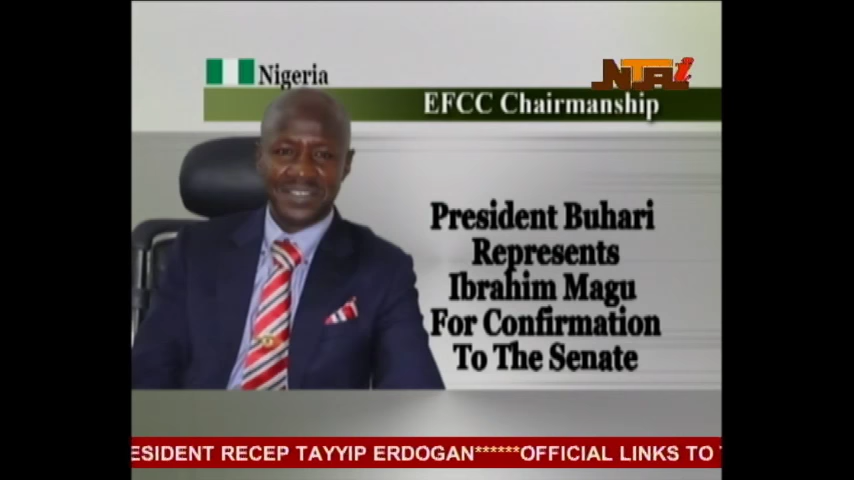 Nigeria
NTAi
EFCC Chairmanship
President Buhari
Represents
Ibrahim Magu
For Confirmation
To The Senate
ESIDENT RECEP TAYYIP ERDOGAN******OFFICIAL LINKS TO